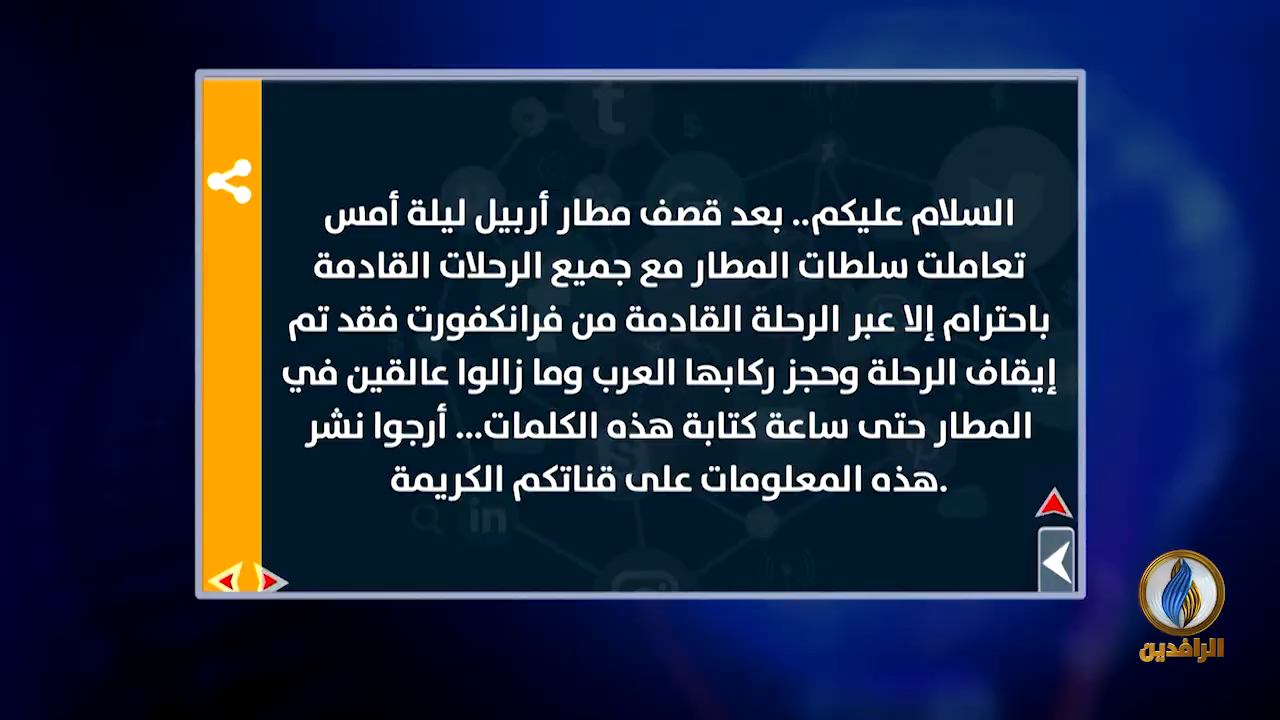 السلام عليكم.. بعد قصف مطار أربيل ليلة أمس
تعاملت سلطات المطار مع جميع الرحلات القادمة
باحترام إلا عبر الرحلة القادمة من فرانكفورت فقد تم
إيقاف الرحلة وحجز ركابها العرب وما زالوا عالقين في
المطار حتى ساعة كتابة هذه الكلمات... أرجوا نشر
هذه المعلومات على قناتكم الكريمة.
in
الرافدين